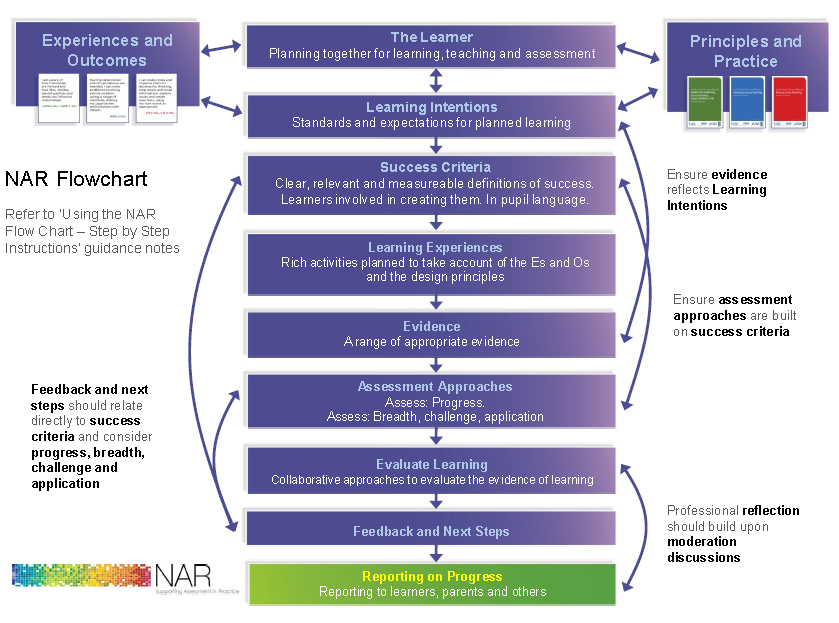 Experiences and
Outcomes
The Learner
Planning together for learning, teaching and assessment
Principles and
Practice
Learning Intentions
Standards and expectations for planned learning
NAR Flowchart
Refer to 'Using the NAR
Flow Chart – Step by Step
Instructions' guidance notes
Success Criteria
Clear, relevant and measureable definitions of success.
Learners involved in creating them. In pupil language.
Ensure evidence
reflects Learning
Intentions
Learning Experiences
Rich activities planned to take account of the Es and Os
and the design principles
Ensure assessment
approaches are built
on success criteria
Evidence
A range of appropriate evidence
Assessment Approaches
Assess: Progress.
Assess: Breadth, challenge, application
Feedback and next
steps should relate
directly to success
criteria and consider
progress, breadth,
challenge and
application
Evaluate Learning
Collaborative approaches to evaluate the evidence of learning
Feedback and Next Steps
Professional reflection
should build upon
moderation
discussions
Reporting on Progress
Reporting to learners, parents and others
NAR
Supporting Assessment in Practice